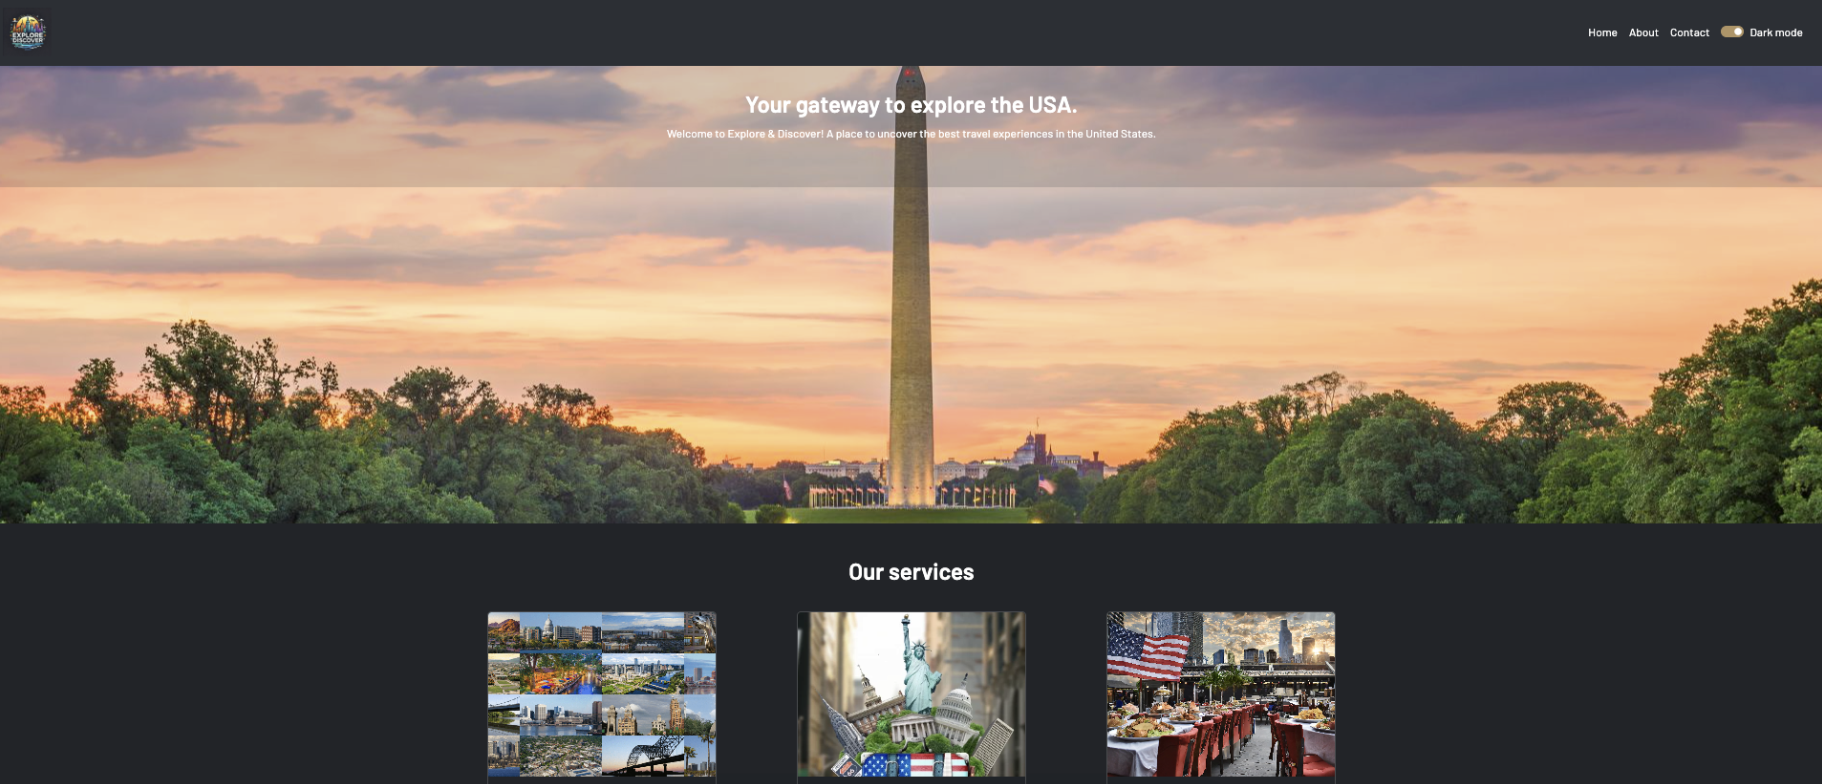 EXPLORE
DISCOVER
Home About Contact Dark mode
Your gateway to explore the USA.
Welcome to Explore & Discover! A place to uncover the best travel experiences in the United States.
Our services